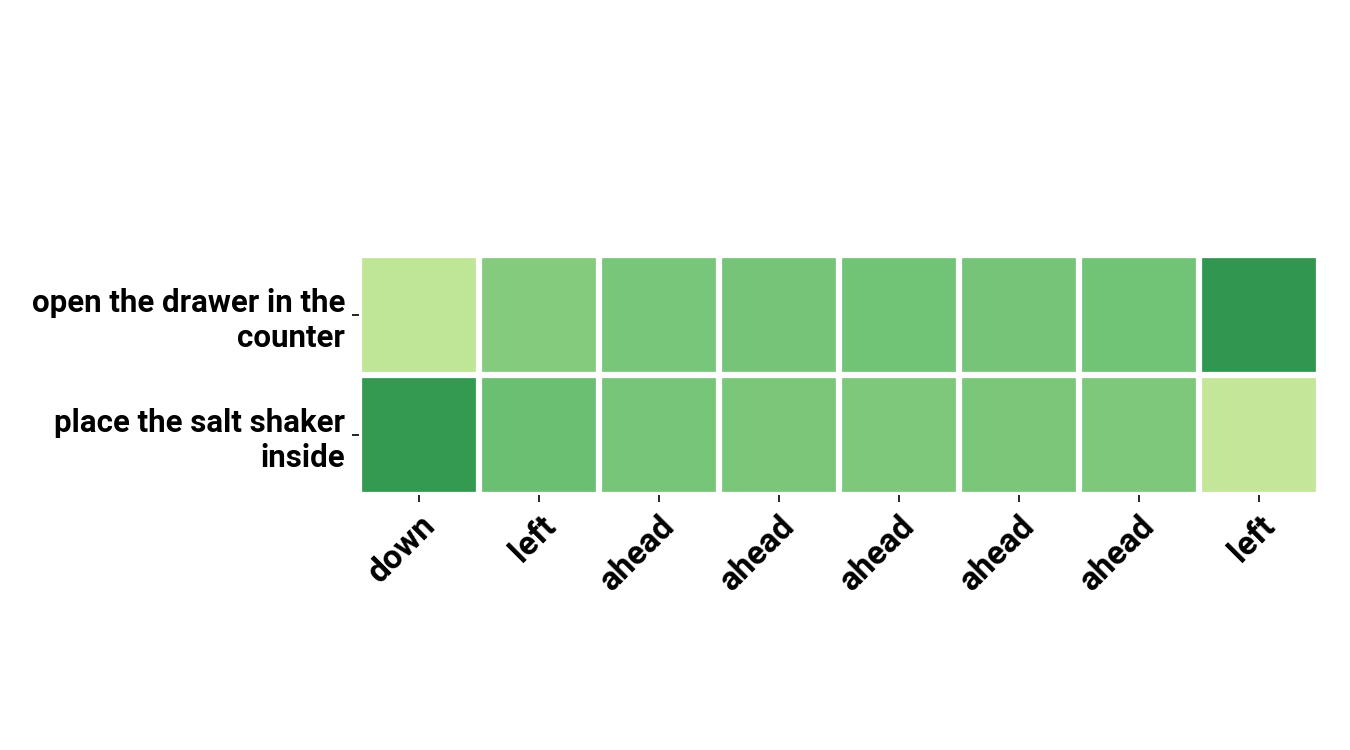 open the drawer in the
counter
place the salt shaker
inside
down
left
ahead
ahead
ahead
ahead
ahead
left